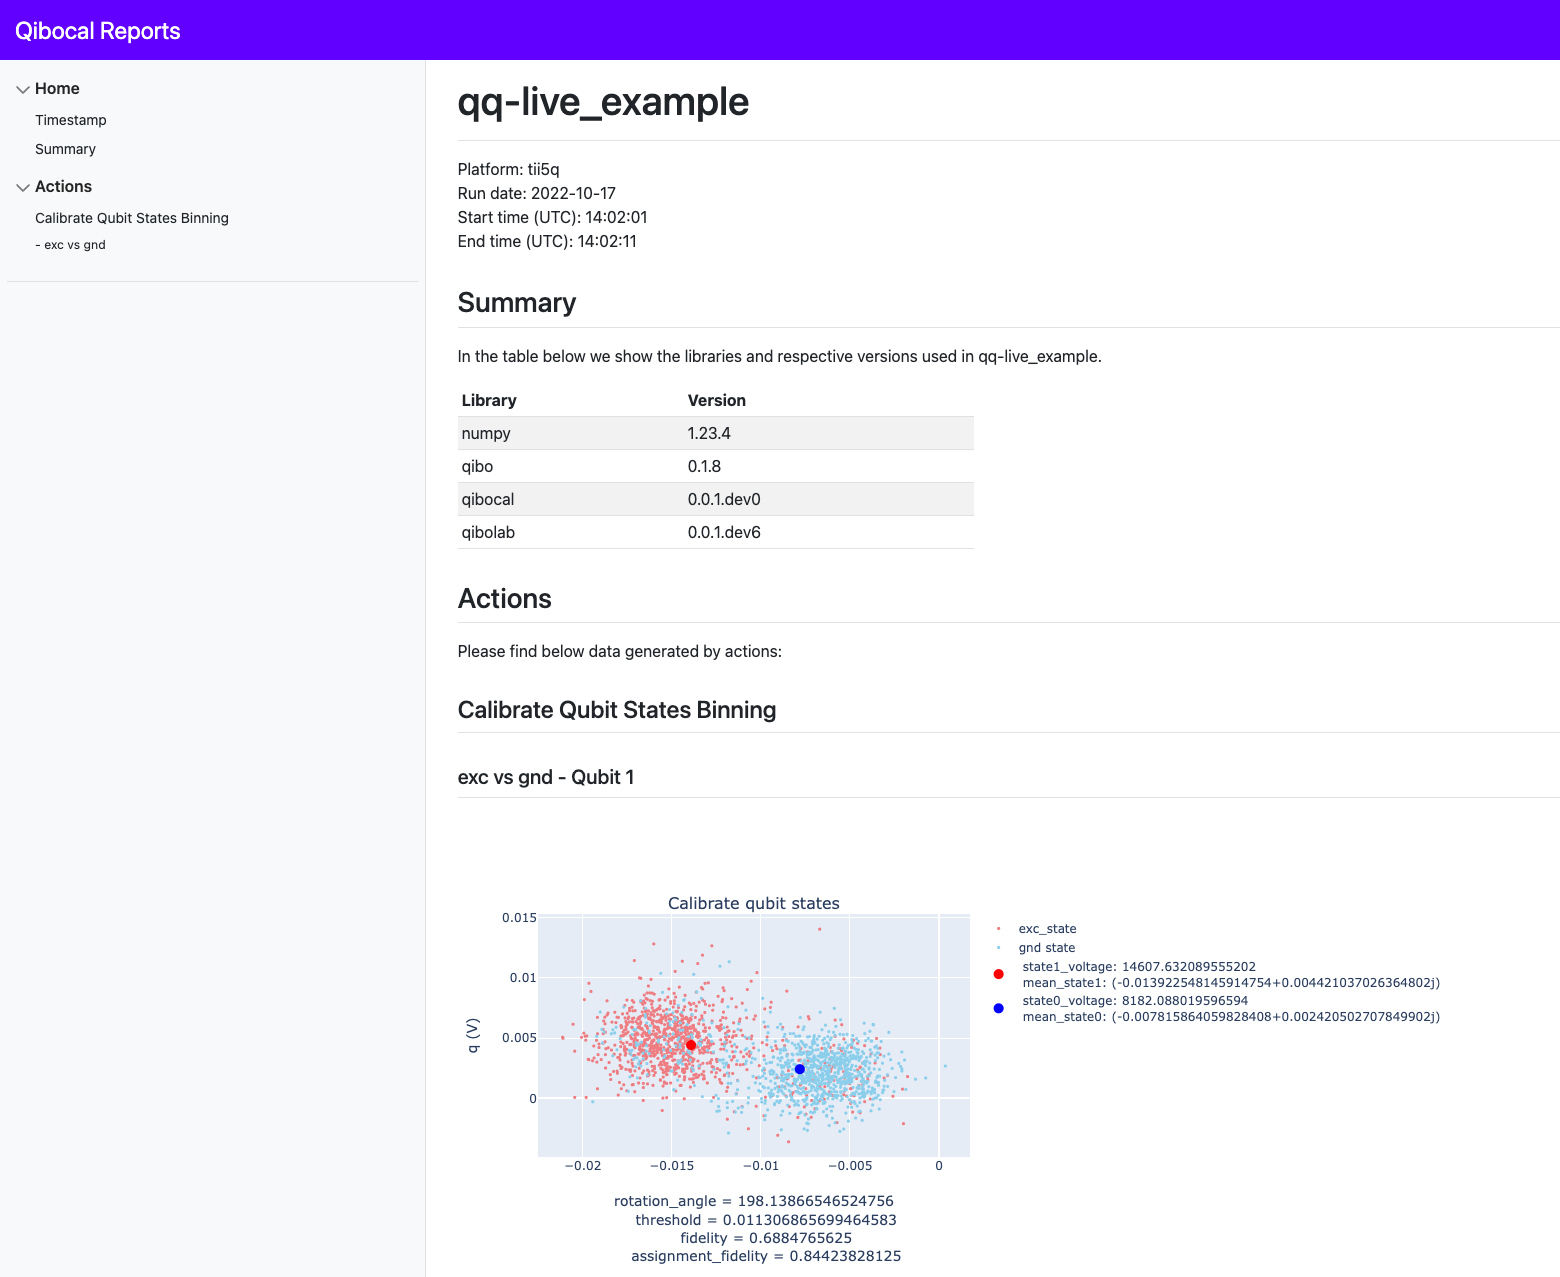 Qibocal Reports
Home
Timestamp
Summary
Actions
Calibrate Qubit States Binning
- exc vs gnd
qq-live_example
Platform: tii5q
Run date: 2022-10-17
Start time (UTC): 14:02:01
End time (UTC): 14:02:11
Summary
In the table below we show the libraries and respective versions used in qq-live_example.
Library Version
numpy 1.23.4
qibo 0.1.8
qibocal 0.0.1.dev0
qibolab 0.0.1.dev6
Actions
Please find below data generated by actions:
Calibrate Qubit States Binning
exc vs gnd - Qubit 1
Calibrate qubit states
0.015
0.01
0.005
0
q (V)
−0.02 −0.015 −0.01 −0.005 0
exc_state
gnd state
state1_voltage: 14607.632089555202
mean_state1: (-0.013922548145914754+0.004421037026364802j)
state0_voltage: 8182.088019596594
mean_state0: (-0.007815864059828408+0.002420502707849902j)
rotation_angle = 198.13866546524756
threshold = 0.011306865699464583
fidelity = 0.6884765625
assignment_fidelity = 0.84423828125